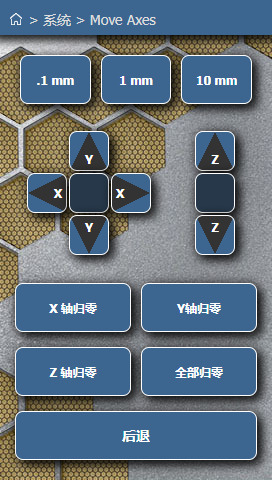 > 系统 > Move Axes
.1 mm 1 mm 10 mm
Y Z
X X
Y Z
X 轴归零 Y轴归零
Z 轴归零 全部归零
后退